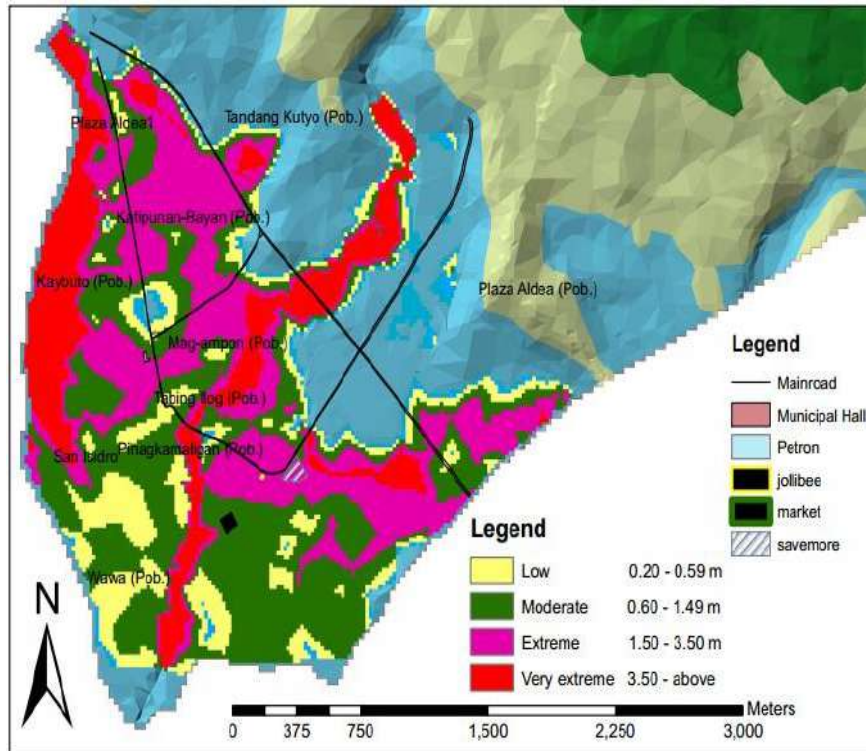 Tandang Kutyo (Pob.)
Plaza Aldea1
Katipunan-Bayan (Pob.)
Kaybuto (Pob.)
Plaza Aldea (Pob.)
Mag-ampon (Pob.)
Tabing Ilog (Pob.)
Pinagkamaligan (Pob.)
San Isidro
Wawa (Pob.)
Legend
Mainroad
Municipal Hall
Petron
jollibee
market
savemore
Legend
Low 0.20 - 0.59 m
Moderate 0.60 - 1.49 m
Extreme 1.50 - 3.50 m
Very extreme 3.50 - above
N
Meters
0 375 750 1,500 2,250 3,000